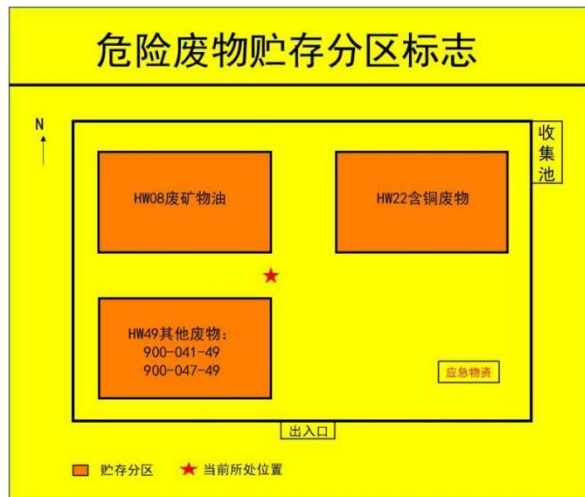 危险废物贮存分区标志
N
收集池
HW08废矿物油
HW22含铜废物
HW49其他废物：
900-041-49
900-047-49
应急物资
出入口
贮存分区
当前所处位置